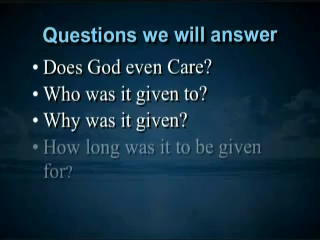 Questions we will answer
• Does God even Care?
• Who was it given to?
• Why was it given?
• How long was it to be given
for?